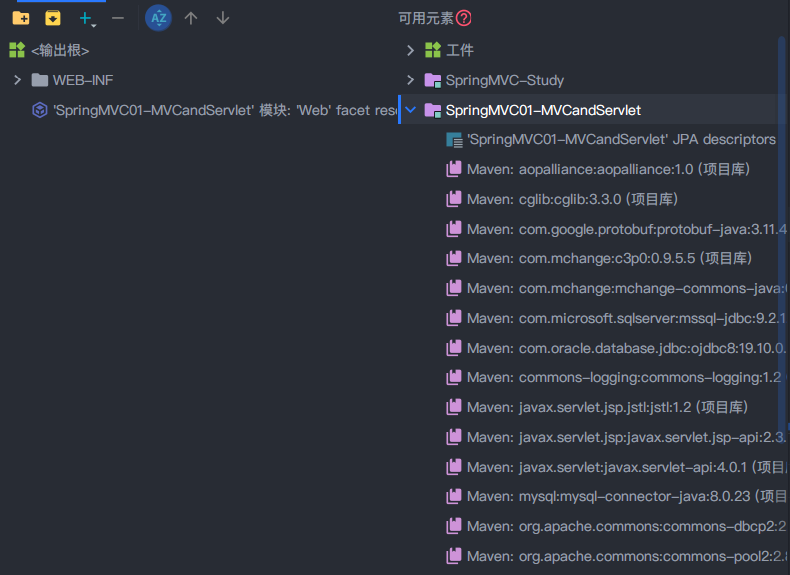 AZ
<输出根>
WEB-INF
'SpringMVC01-MVCandServlet' 模块: 'Web' facet res
可用元素?
工件
SpringMVC-Study
SpringMVC01-MVCandServlet
'SpringMVC01-MVCandServlet' JPA descriptors
Maven: aopalliance:aopalliance:1.0 (项目库)
Maven: cglib:cglib:3.3.0 (项目库)
Maven: com.google.protobuf:protobuf-java:3.11.4
Maven: com.mchange:c3p0:0.9.5.5 (项目库)
Maven: com.mchange:mchange-commons-java:
Maven: com.microsoft.sqlserver:mssql-jdbc:9.2.1
Maven: com.oracle.database.jdbc:ojdbc8:19.10.0.
Maven: commons-logging:commons-logging:1.2
Maven: javax.servlet.jsp.jstl:jstl:1.2 (项目库)
Maven: javax.servlet.jsp:javax.servlet.jsp-api:2.3.
Maven: javax.servlet:javax.servlet-api:4.0.1 (项目
Maven: mysql:mysql-connector-java:8.0.23 (项目
Maven: org.apache.commons:commons-dbcp2:2
Maven: org.apache.commons:commons-pool2:2.